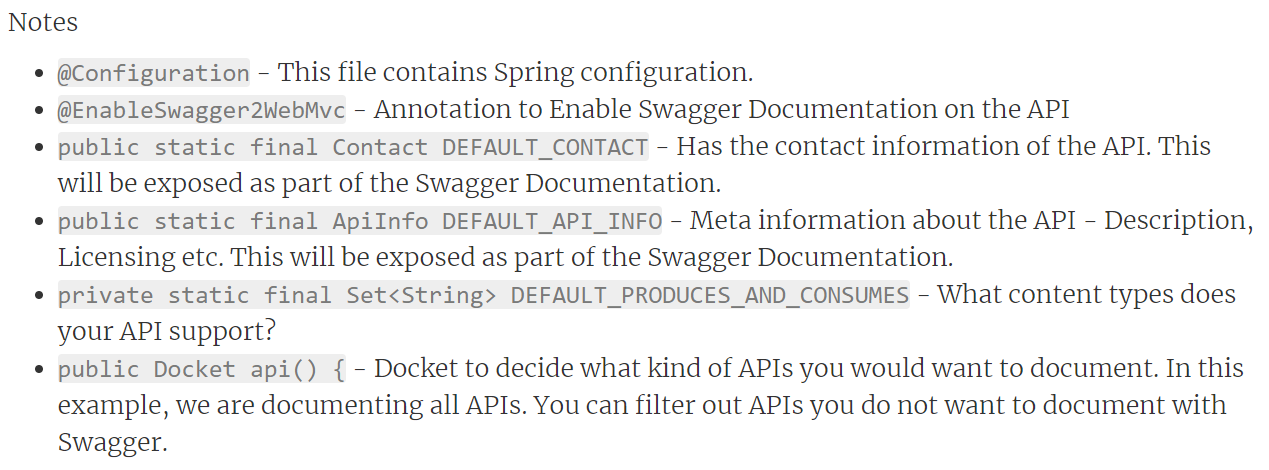 Notes
• @Configuration - This file contains Spring configuration.
• @EnableSwagger2WebMvc - Annotation to Enable Swagger Documentation on the API
• public static final Contact DEFAULT_CONTACT - Has the contact information of the API. This
will be exposed as part of the Swagger Documentation.
• public static final ApiInfo DEFAULT_API_INFO - Meta information about the API - Description,
Licensing etc. This will be exposed as part of the Swagger Documentation.
• private static final Set<String> DEFAULT_PRODUCES_AND_CONSUMES - What content types does
your API support?
• public Docket api() { - Docket to decide what kind of APIs you would want to document. In this
example, we are documenting all APIs. You can filter out APIs you do not want to document with
Swagger.